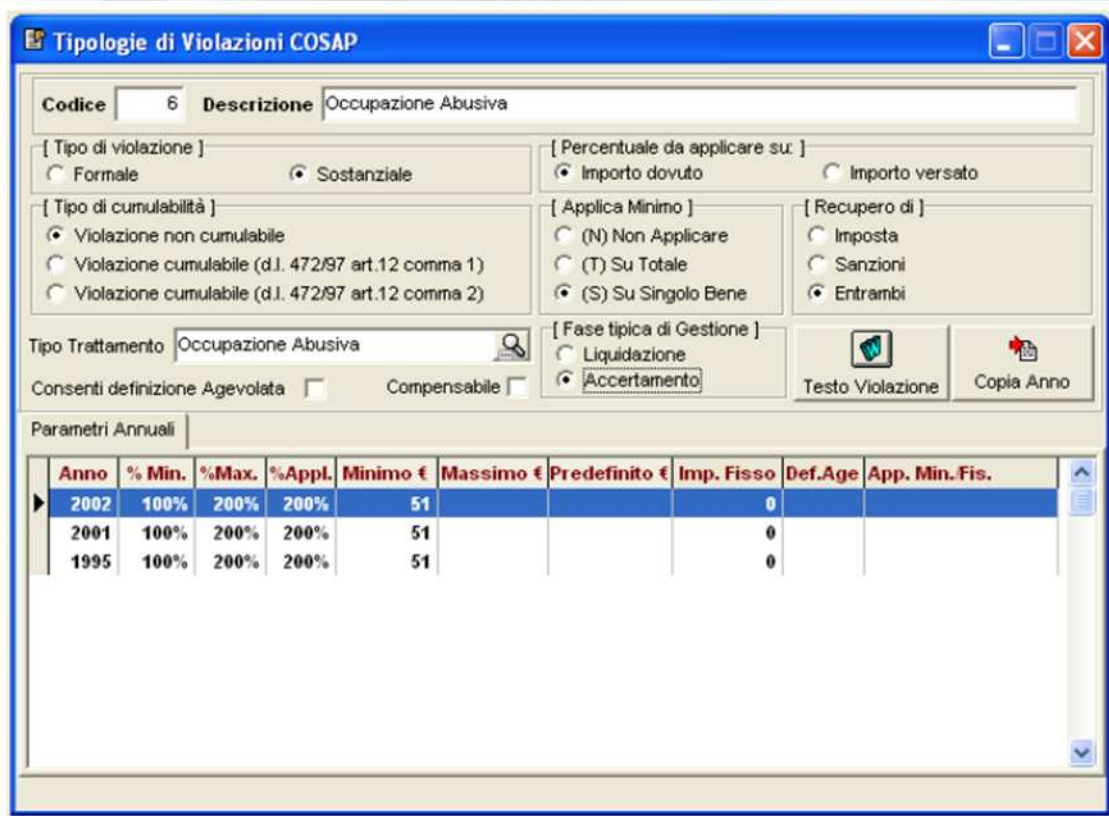 Tipologie di Violazioni COSAP
Codice 6 Descrizione Occupazione Abusiva
[ Tipo di violazione ]
Formale Sostanziale
[ Percentuale da applicare su: ]
Importo dovuto Importo versato
[ Tipo di cumulabilità ]
Violazione non cumulabile
Violazione cumulabile (d.l. 472/97 art.12 comma 1)
Violazione cumulabile (d.l. 472/97 art.12 comma 2)
[ Applica Minimo ]
(N) Non Applicare
(T) Su Totale
(S) Su Singolo Bene
[ Recupero di ]
Imposta
Sanzioni
Entrambi
Tipo Trattamento Occupazione Abusiva
Consenti definizione Agevolata Compensabile
[ Fase tipica di Gestione ]
Liquidazione
Accertamento
Testo Violazione
Copia Anno
Parametri Annuali
Anno % Min. %Max. %Appl. Minimo € Massimo € Predefinito € Imp. Fisso Def.Age App. Min./Fis.
2002 100% 200% 200% 51 0
2001 100% 200% 200% 51 0
1995 100% 200% 200% 51 0